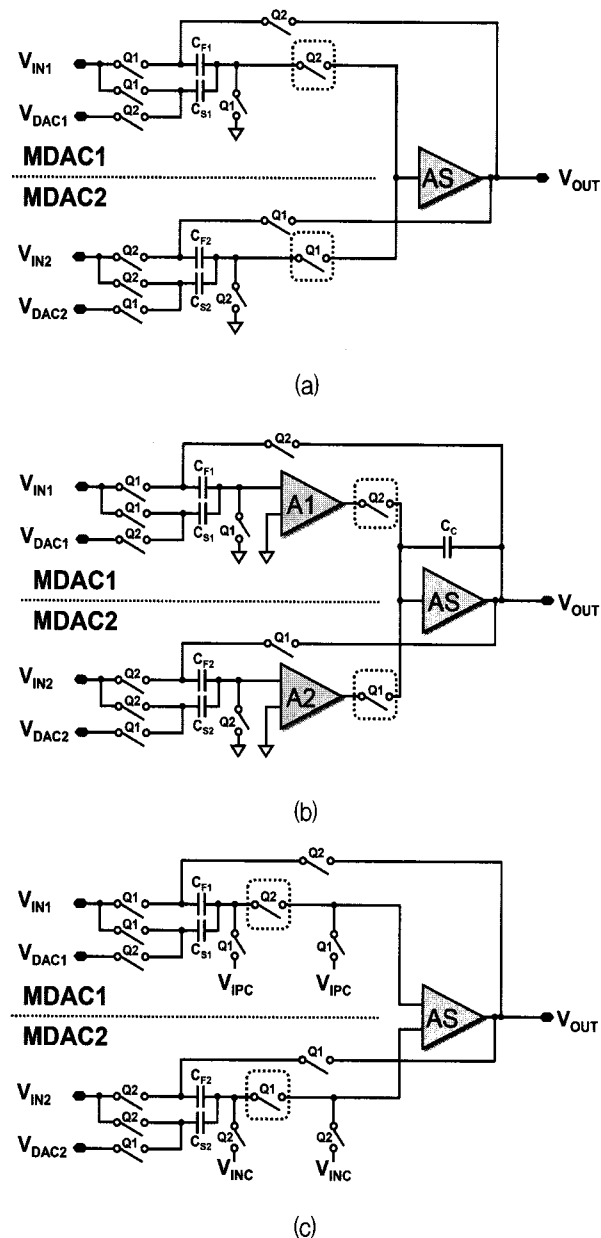 Q2
V_IN1 Q1 C_F1 Q2
Q1 Q1
V_DAC1 Q2 C_S1
MDAC1
AS V_OUT
MDAC2
Q1
V_IN2 Q2 C_F2 Q1
Q2 Q2
V_DAC2 Q1 C_S2
(a)
Q2
V_IN1 Q1 C_F1 A1 Q2
Q1 Q1 C_C
V_DAC1 Q2 C_S1
MDAC1
AS V_OUT
MDAC2
Q1
V_IN2 Q2 C_F2 A2 Q1
Q2 Q2
V_DAC2 Q1 C_S2
(b)
Q2
V_IN1 Q1 C_F1 Q2
Q1 Q1 Q1
V_DAC1 Q2 C_S1 V_IPC V_IPC
MDAC1
AS V_OUT
MDAC2
Q1
V_IN2 Q2 C_F2 Q1
Q2 Q2 Q2
V_DAC2 Q1 C_S2 V_INC V_INC
(c)